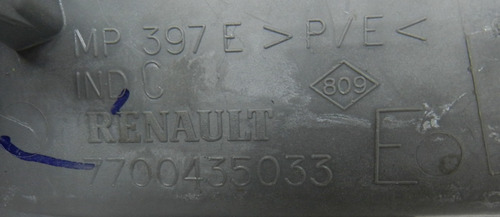 MP 397 E > P/E <
IND C 809
RENAULT E
7700435033